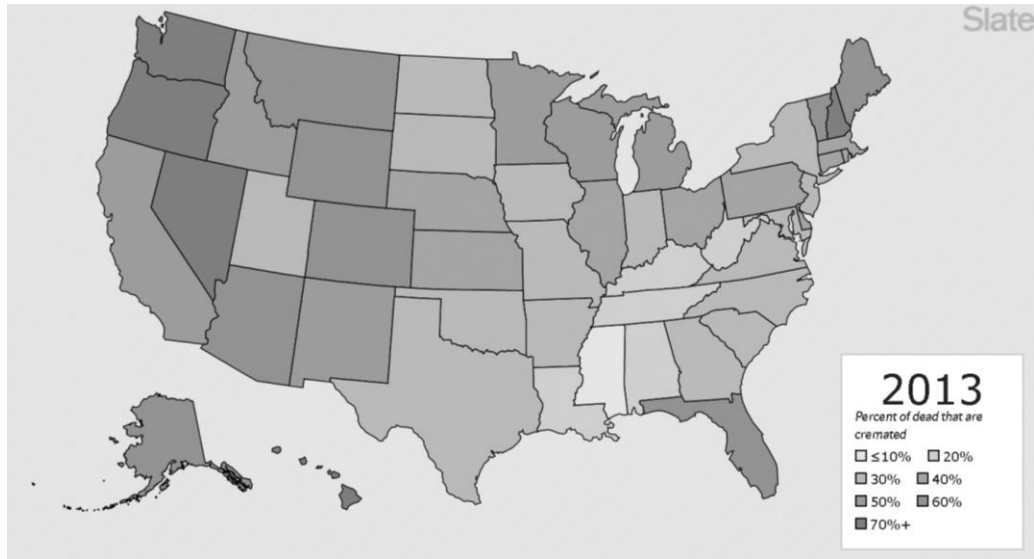 Slate
2013
Percent of dead that are
cremated
≤10% 20%
30% 40%
50% 60%
70%+